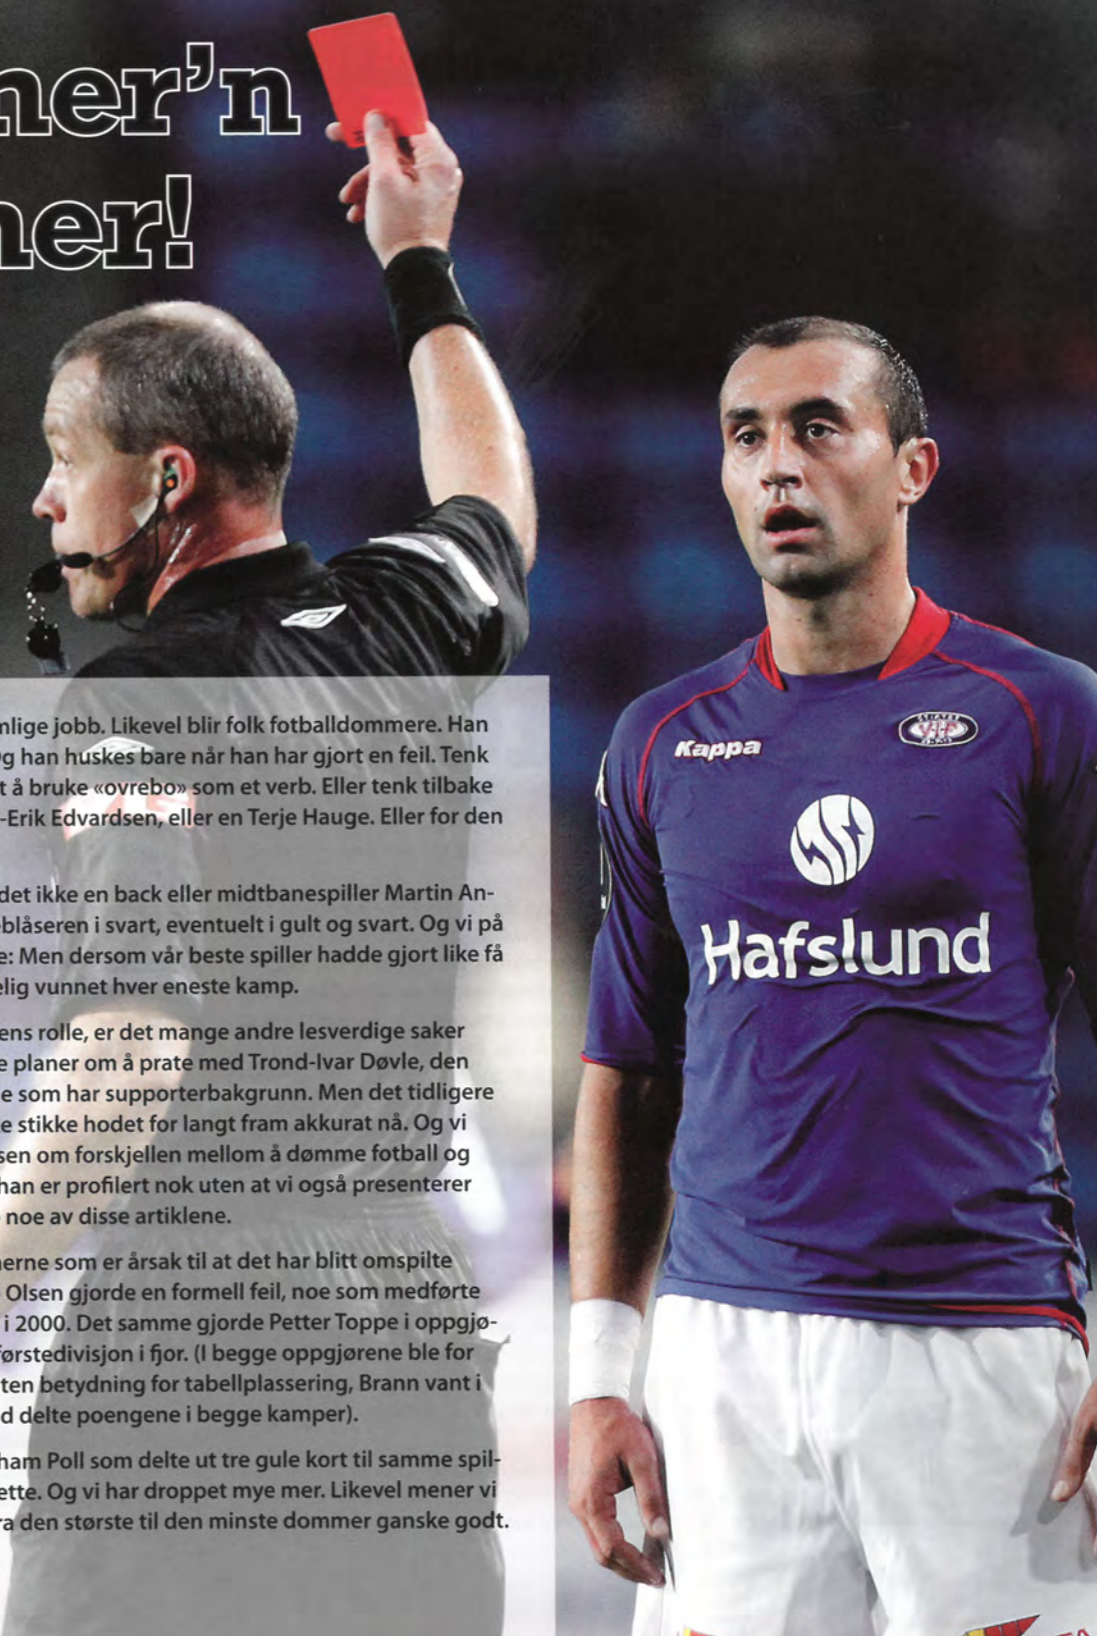 ner’n
ner!
mlige jobb. Likevel blir folk fotballdommere. Han
g han huskes bare når han har gjort en feil. Tenk
t å bruke «ovrebo» som et verb. Eller tenk tilbake
-Erik Edvardsen, eller en Terje Hauge. Eller for den
det ikke en back eller midtbanespiller Martin An-
blåseren i svart, eventuelt i gult og svart. Og vi på
e: Men dersom vår beste spiller hadde gjort like få
elig vunnet hver eneste kamp.
ens rolle, er det mange andre lesverdige saker
e planer om å prate med Trond-Ivar Døvle, den
e som har supporterbakgrunn. Men det tidligere
e stikke hodet for langt fram akkurat nå. Og vi
sen om forskjellen mellom å dømme fotball og
han er profilert nok uten at vi også presenterer
noe av disse artiklene.
erne som er årsak til at det har blitt omspilte
Olsen gjorde en formell feil, noe som medførte
i 2000. Det samme gjorde Petter Toppe i oppgjø-
ørstedivisjon i fjor. (I begge oppgjørene ble for
ten betydning for tabellplassering, Brann vant i
d delte poengene i begge kamper).
ham Poll som delte ut tre gule kort til samme spil-
ette. Og vi har droppet mye mer. Likevel mener vi
ra den største til den minste dommer ganske godt.
Kappa
VIF
Hafslund